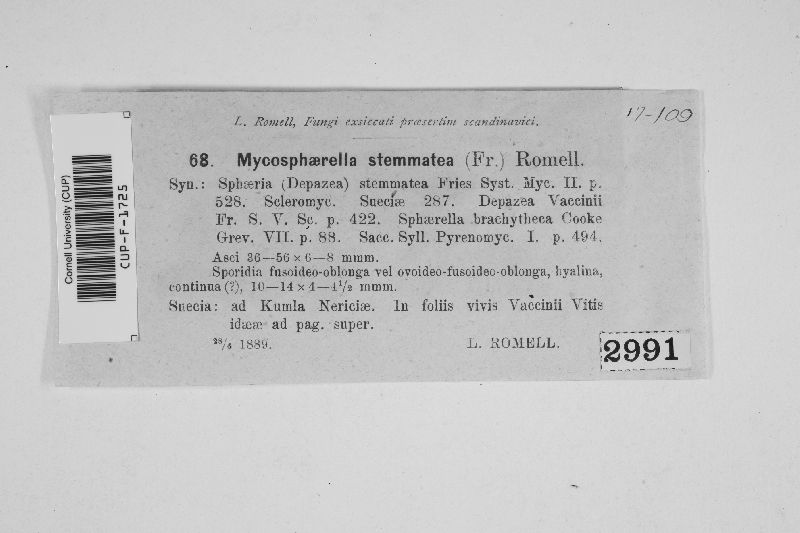 L. Romell, Fungi exsiccati præsertim scandinavici.
17-100
68. Mycosphærella stemmatea (Fr.) Romell.
Syn.: Sphæria (Depazea) stemmatea Fries Syst. Myc. II. p.
528. Scleromyc. Sueciæ 287. Depazea Vaccinii
Fr. S. V. Sc. p. 422. Sphærella brachytheca Cooke
Grev. VII. p. 88. Sacc. Syll. Pyrenomyc. I. p. 494.
Asci 36—56 × 6—8 mmm.
Sporidia fusoideo-oblonga vel ovoideo-fusoideo-oblonga, hyalina,
continua (?), 10—14 × 4—4½ mmm.
Suecia: ad Kumla Nericiæ. In foliis vivis Vaccinii Vitis
idææ ad pag. super.
28/5 1889. L. ROMELL.
2991
Cornell University (CUP)
CUP-F-1725